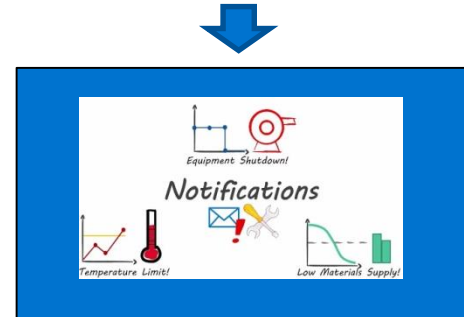 Equipment Shutdown!
Notifications
Temperature Limit!
Low Materials Supply!